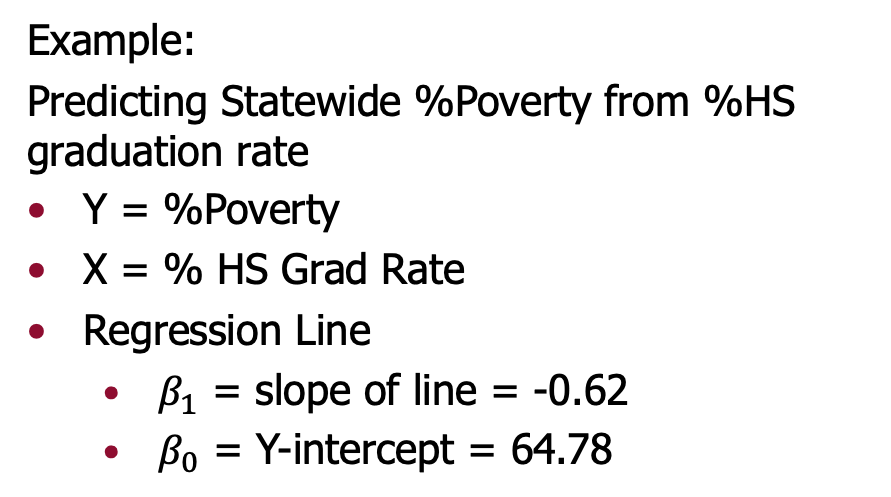 Example:
Predicting Statewide %Poverty from %HS
graduation rate
• Y = %Poverty
• X = % HS Grad Rate
• Regression Line
• β₁ = slope of line = -0.62
• β₀ = Y-intercept = 64.78